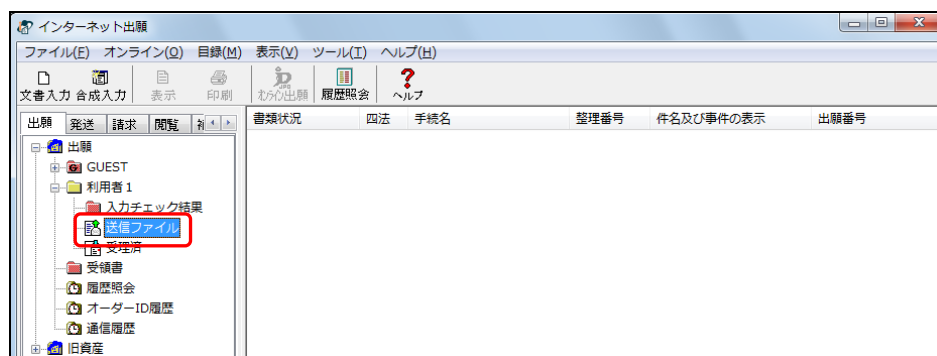 インターネット出願
ファイル(F) オンライン(O) 目録(M) 表示(V) ツール(T) ヘルプ(H)
文書入力 合成入力 表示 印刷 オンライン出願 履歴照会 ヘルプ
出願 発送 請求 閲覧
書類状況 四法 手続名 整理番号 件名及び事件の表示 出願番号
出願
GUEST
利用者1
入力チェック結果
送信ファイル
受理済
受領書
履歴照会
オーダーID履歴
通信履歴
旧資産